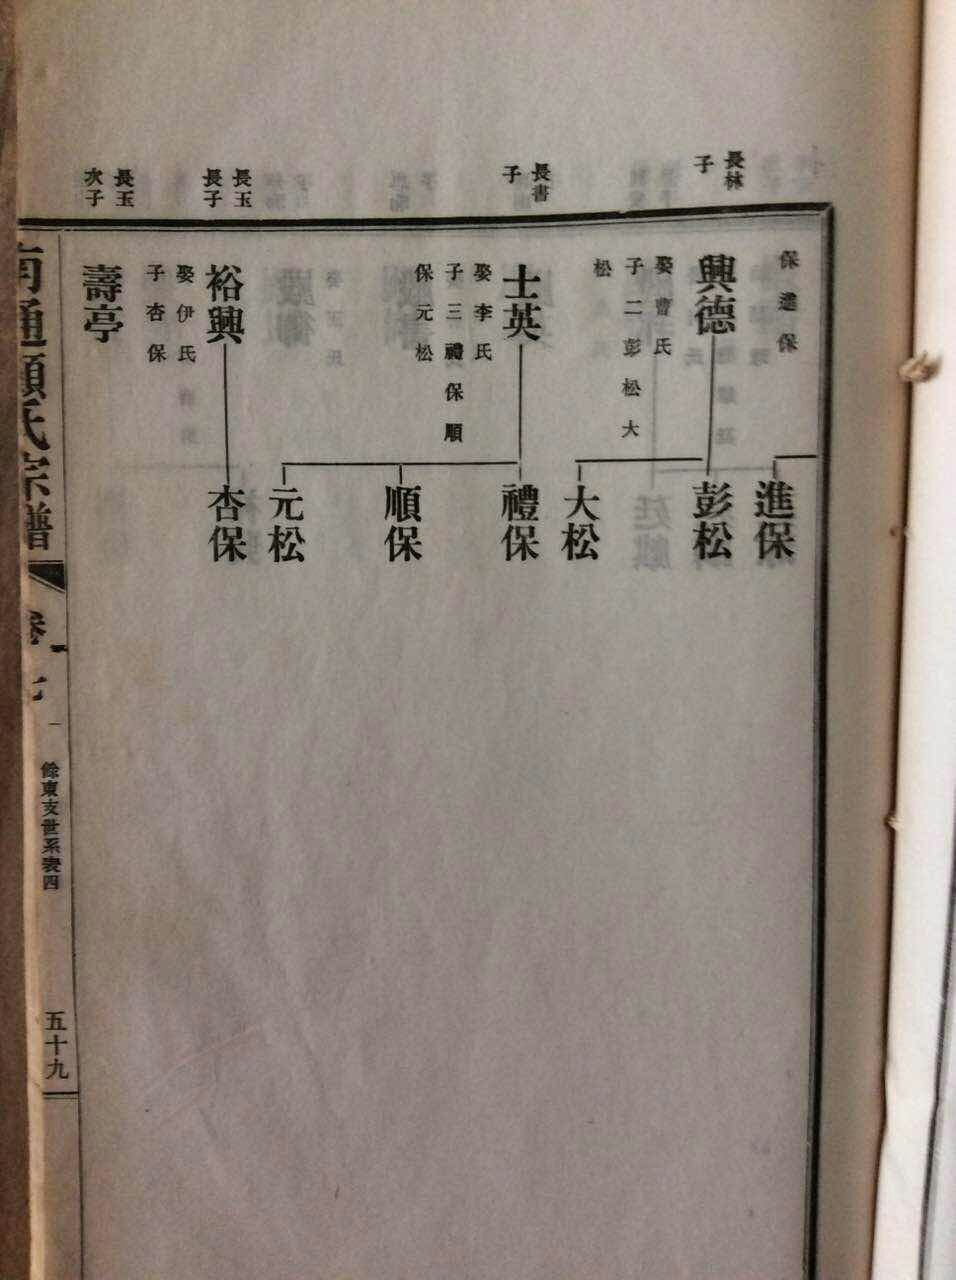 保進保
進保
長林
子
興德
娶曹氏
子二彭松大
松
彭松
大松
長書
子
士英
娶李氏
子三禮保順
保元松
禮保
順保
元松
長玉
長子
裕興
娶伊氏
子杏保
杏保
長玉
次子
壽亭
南通顧氏宗譜
卷七
一
餘東支世系表四
五十九